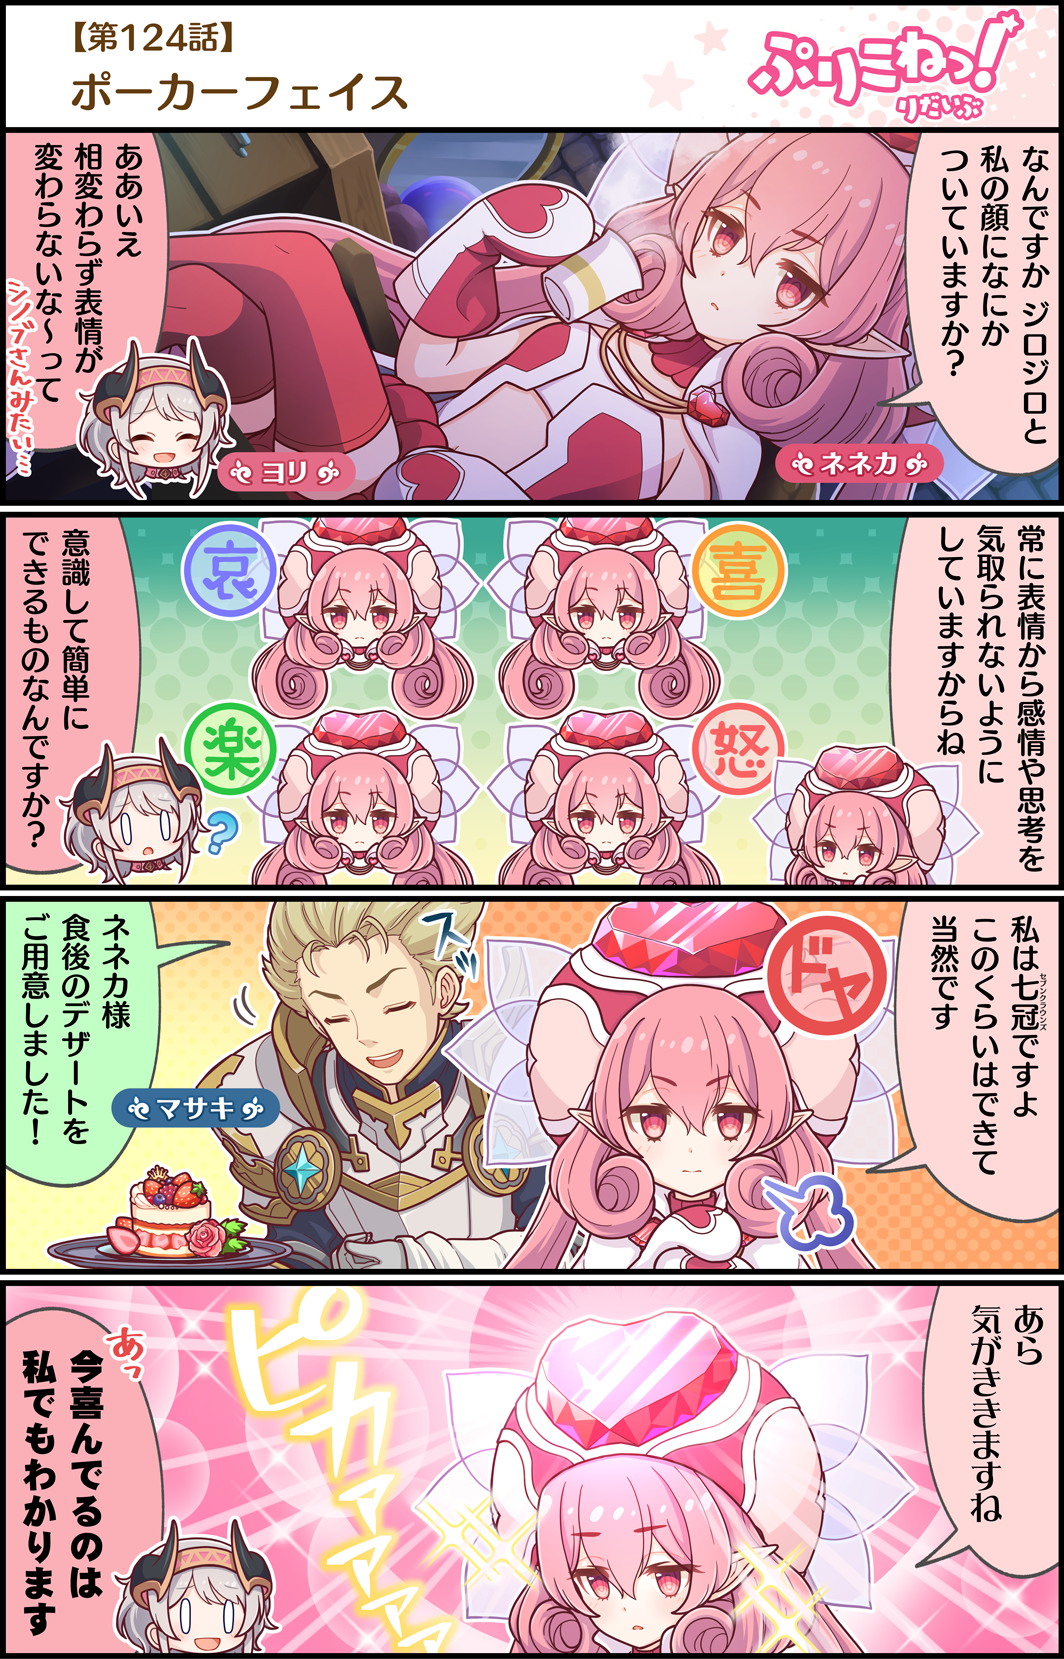 【第124話】
ポーカーフェイス
ぷりこねっ!
りだいぶ
なんですか ジロジロと
私の顔になにか
ついていますか?
ネネカ
ああいえ
相変わらず表情が
変わらないな〜って
シノブさんみたい…
ヨリ
常に表情から感情や思考を
気取られないように
していますからね
喜
怒
哀
楽
意識して簡単に
できるものなんですか?
?
私は七冠ですよ
セブンクラウンズ
このくらいはできて
当然です
ドヤ
スッ
ネネカ様
食後のデザートを
ご用意しました!
マサキ
あら
気がききますね
ピカァァァァァ
あっ
今喜んでるのは
私でもわかります